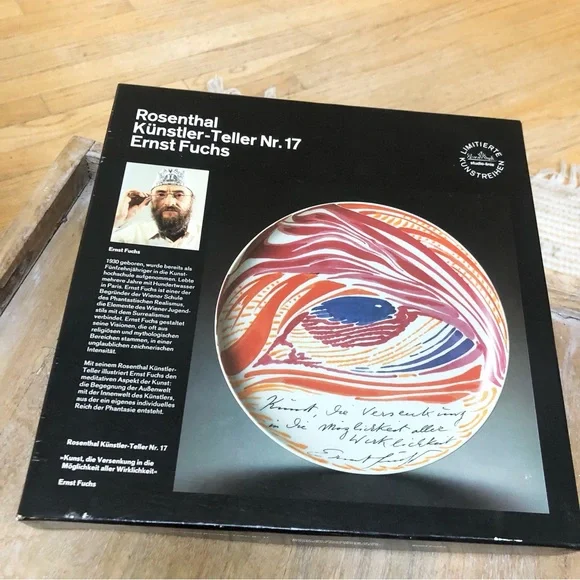 Rosenthal
Künstler-Teller Nr. 17
Ernst Fuchs
LIMITIERTE
KUNSTREIHEN
studio-linie
Ernst Fuchs
1930 geboren, wurde bereits als
Fünfzehnjähriger in die Kunst-
hochschule aufgenommen. Lebte
mehrere Jahre mit Hundertwasser
in Paris. Ernst Fuchs ist einer der
Begründer der Wiener Schule
des Phantastischen Realismus,
die Elemente des Wiener Jugend-
stils mit dem Surrealismus
verbindet. Ernst Fuchs gestaltet
seine Visionen, die oft aus
religiösen und mythologischen
Bereichen stammen, in einer
unglaublichen zeichnerischen
Intensität.
Mit seinem Rosenthal Künstler-
Teller illustriert Ernst Fuchs den
meditativen Aspekt der Kunst:
die Begegnung der Außenwelt
mit der Innenwelt des Künstlers,
aus der ein eigenes individuelles
Reich der Phantasie entsteht.
Rosenthal Künstler-Teller Nr. 17
»Kunst, die Versenkung in die
Möglichkeit aller Wirklichkeit«
Ernst Fuchs
Kunst, die Versenkung
in die Möglichkeit aller
Wirklichkeit
Ernst Fuchs